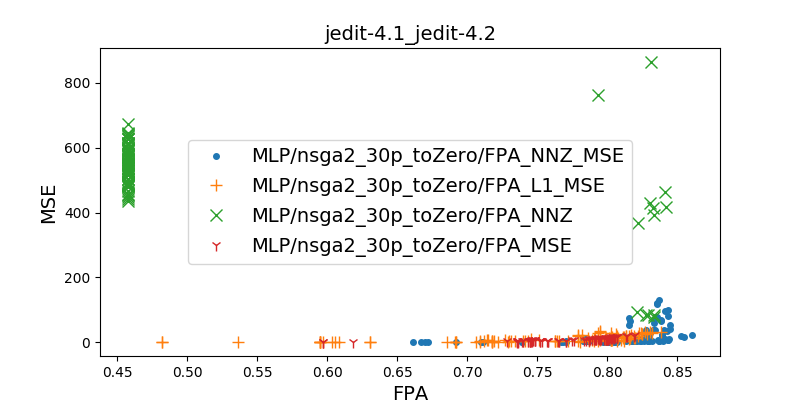 jedit-4.1_jedit-4.2
MSE
800
600
400
200
0
MLP/nsga2_30p_toZero/FPA_NNZ_MSE
MLP/nsga2_30p_toZero/FPA_L1_MSE
MLP/nsga2_30p_toZero/FPA_NNZ
MLP/nsga2_30p_toZero/FPA_MSE
0.45 0.50 0.55 0.60 0.65 0.70 0.75 0.80 0.85
FPA